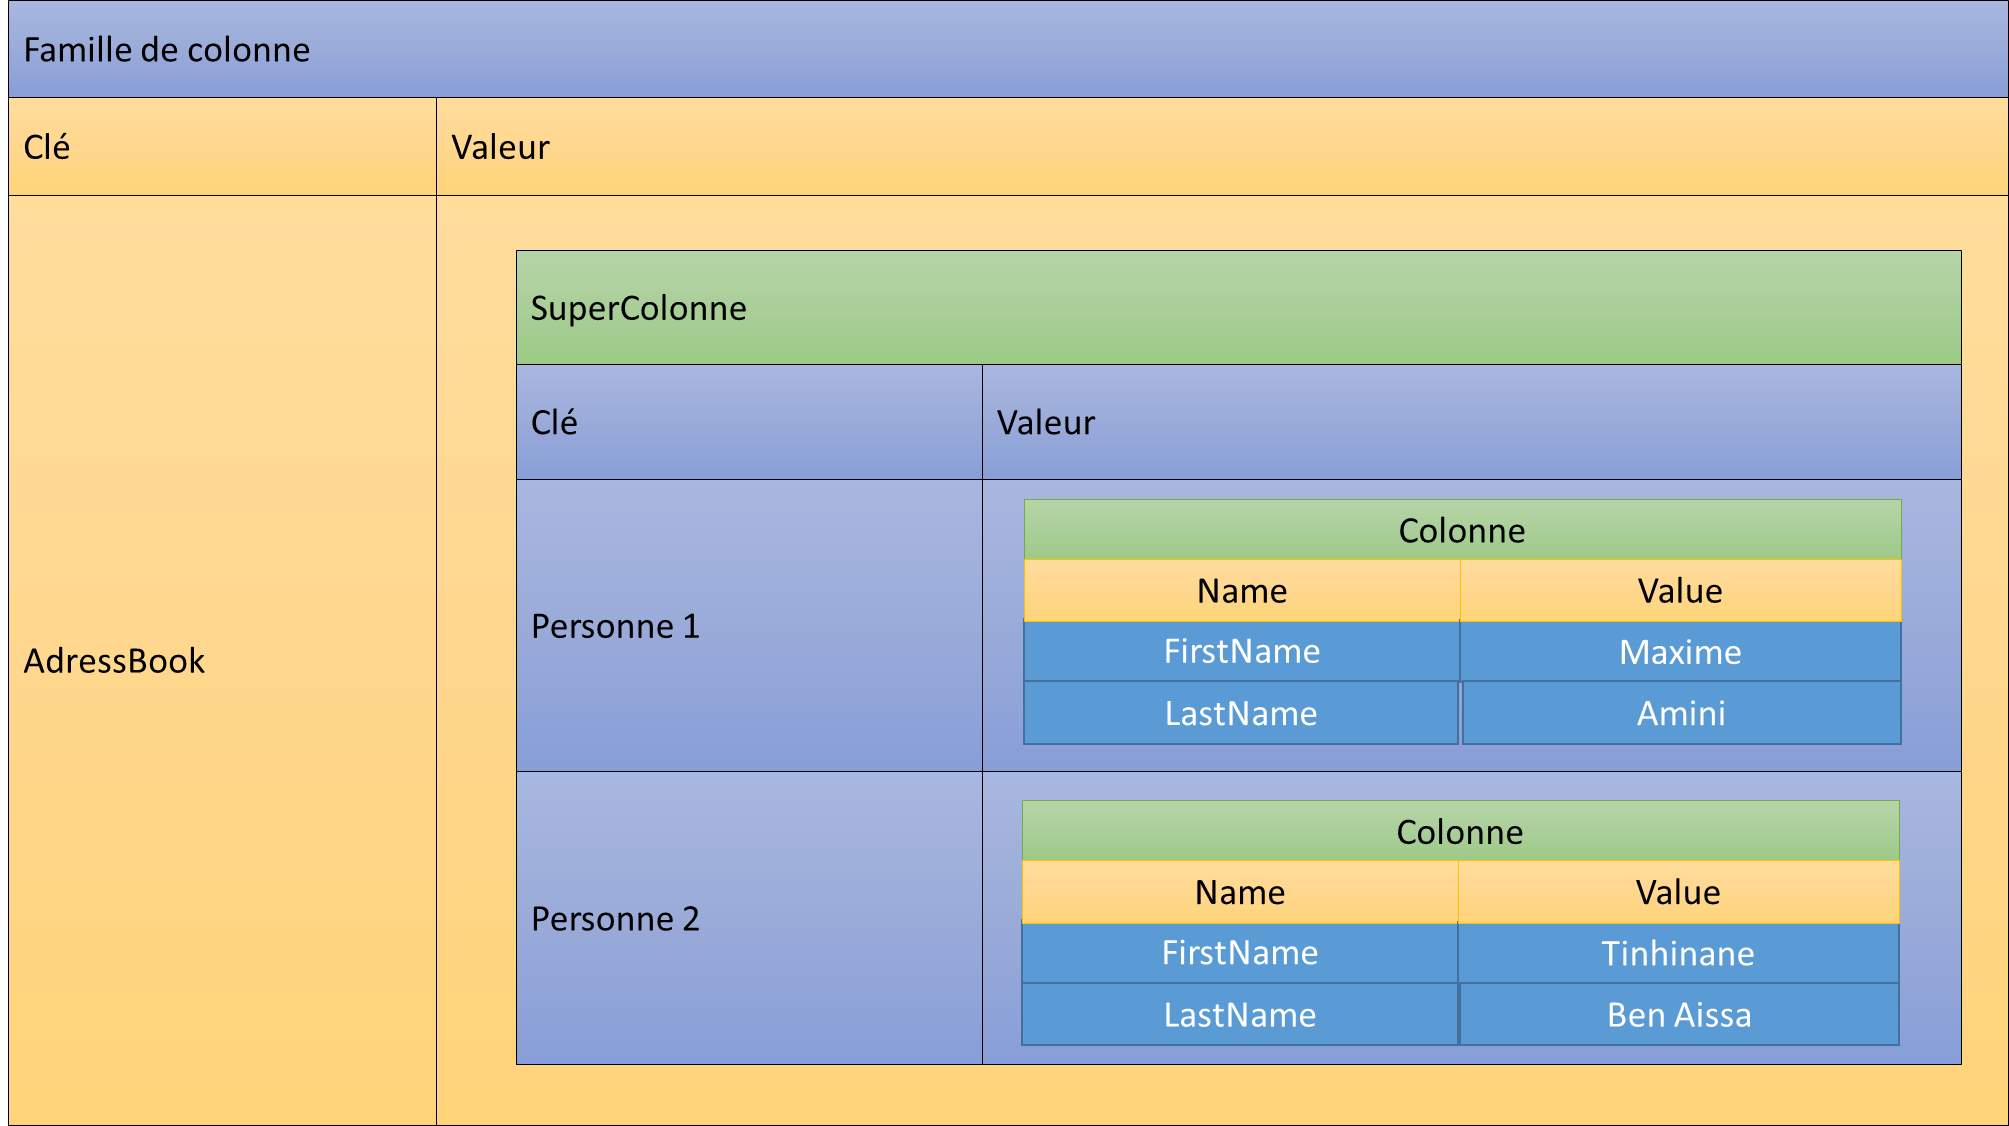 Famille de colonne
Clé
Valeur
AdressBook
SuperColonne
Clé
Valeur
Personne 1
Colonne
Name
Value
FirstName
Maxime
LastName
Amini
Personne 2
Colonne
Name
Value
FirstName
Tinhinane
LastName
Ben Aissa